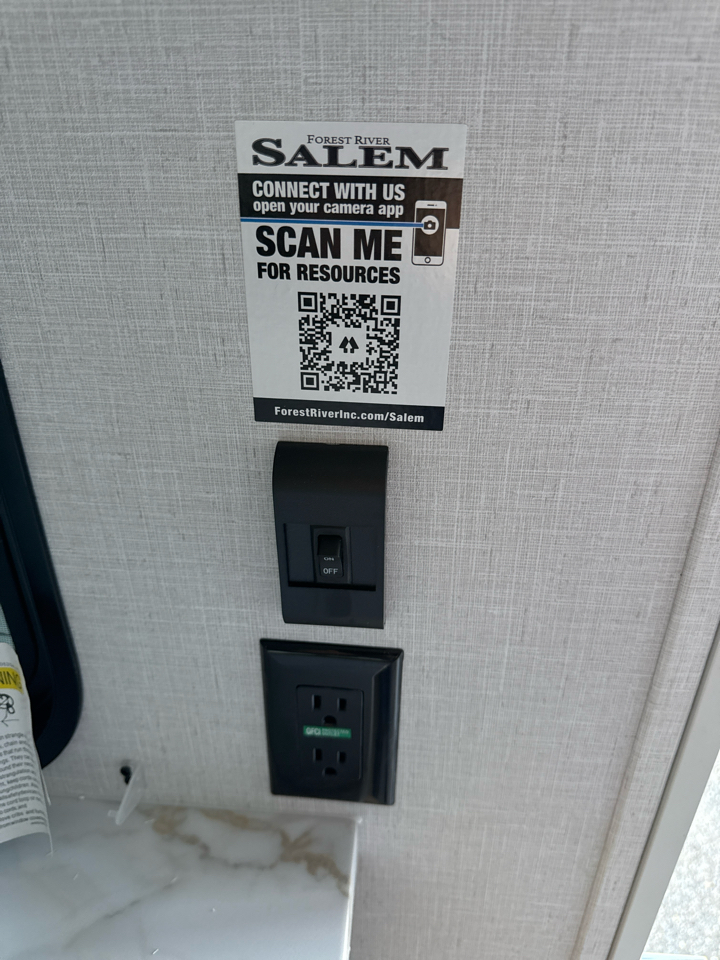 FOREST RIVER
SALEM
CONNECT WITH US
open your camera app
SCAN ME
FOR RESOURCES
ForestRiverInc.com/Salem
ON
OFF
GFCI